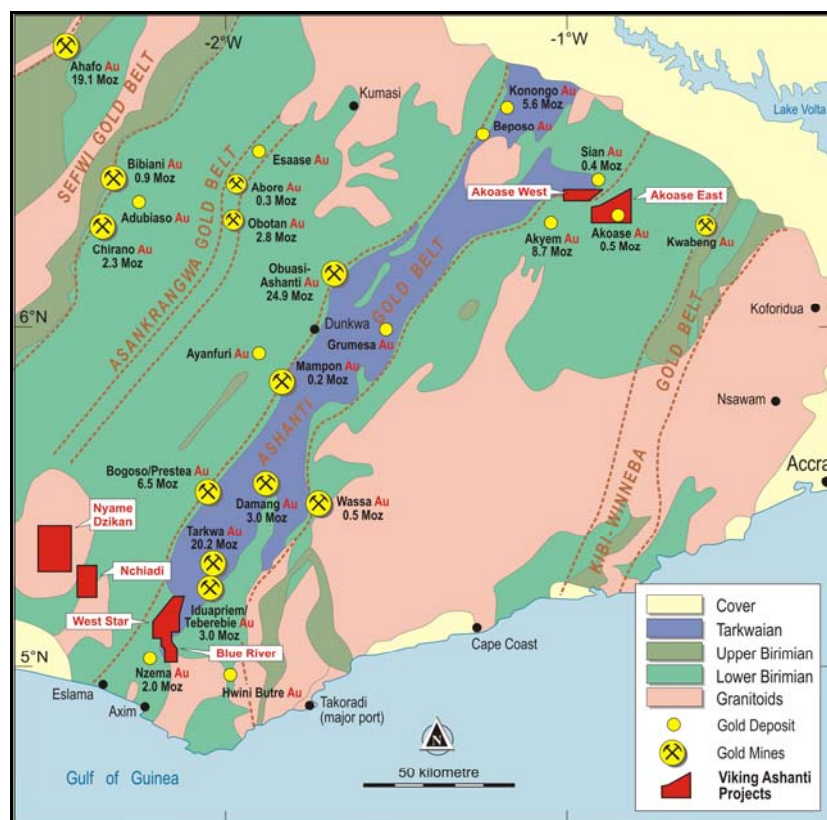 -2°W
-1°W
Ahafo Au
19.1 Moz
SEFWI GOLD BELT
Kumasi
Konongo Au
5.6 Moz
Beposo Au
Lake Volta
Bibiani Au
0.9 Moz
Esaase Au
Sian Au
0.4 Moz
Akoase West
Akoase East
Abore Au
0.3 Moz
Adubiaso Au
Obotan Au
2.8 Moz
Chirano Au
2.3 Moz
Akyem Au
8.7 Moz
Akoase Au
0.5 Moz
Kwabeng Au
ASANKRANGWA GOLD BELT
Obuasi-
Ashanti Au
24.9 Moz
6°N
Dunkwa
Grumesa Au
Koforidua
Ayanfuri Au
Mampon Au
0.2 Moz
ASHANTI GOLD BELT
Nsawam
KIBI-WINNEBA GOLD BELT
Accra
Bogoso/Prestea Au
6.5 Moz
Damang Au
3.0 Moz
Wassa Au
0.5 Moz
Nyame
Dzikan
Tarkwa Au
20.2 Moz
Nchiadi
Iduapriem/
Teberebie Au
3.0 Moz
West Star
Blue River
Cape Coast
5°N
Nzema Au
2.0 Moz
Eslama
Axim
Hwini Butre Au
Takoradi
(major port)
Gulf of Guinea
N
50 kilometre
Cover
Tarkwaian
Upper Birimian
Lower Birimian
Granitoids
Gold Deposit
Gold Mines
Viking Ashanti
Projects